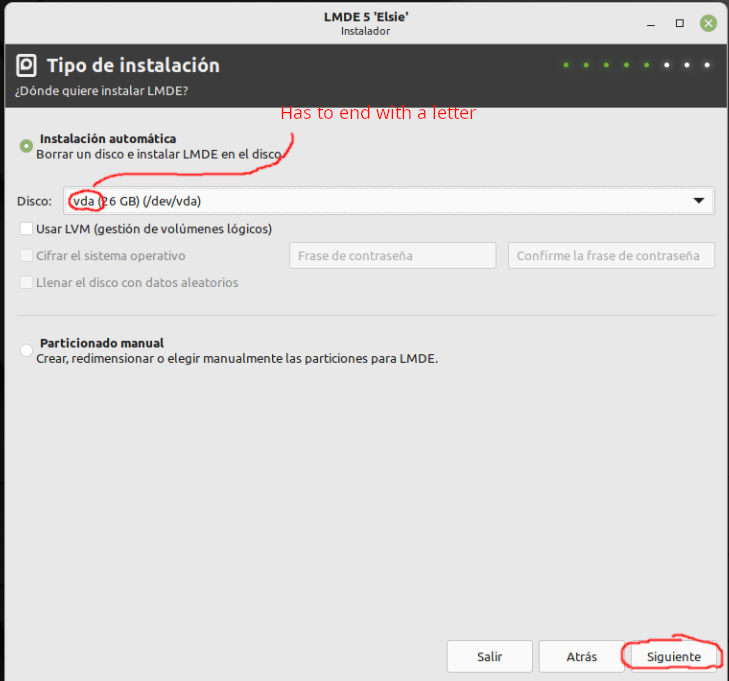 LMDE 5 'Elsie'
Instalador
Tipo de instalación
¿Dónde quiere instalar LMDE?
Has to end with a letter
Instalación automática
Borrar un disco e instalar LMDE en el disco.
Disco: vda (26 GB) (/dev/vda)
Usar LVM (gestión de volúmenes lógicos)
Cifrar el sistema operativo Frase de contraseña Confirme la frase de contraseña
Llenar el disco con datos aleatorios
Particionado manual
Crear, redimensionar o elegir manualmente las particiones para LMDE.
Salir Atrás Siguiente